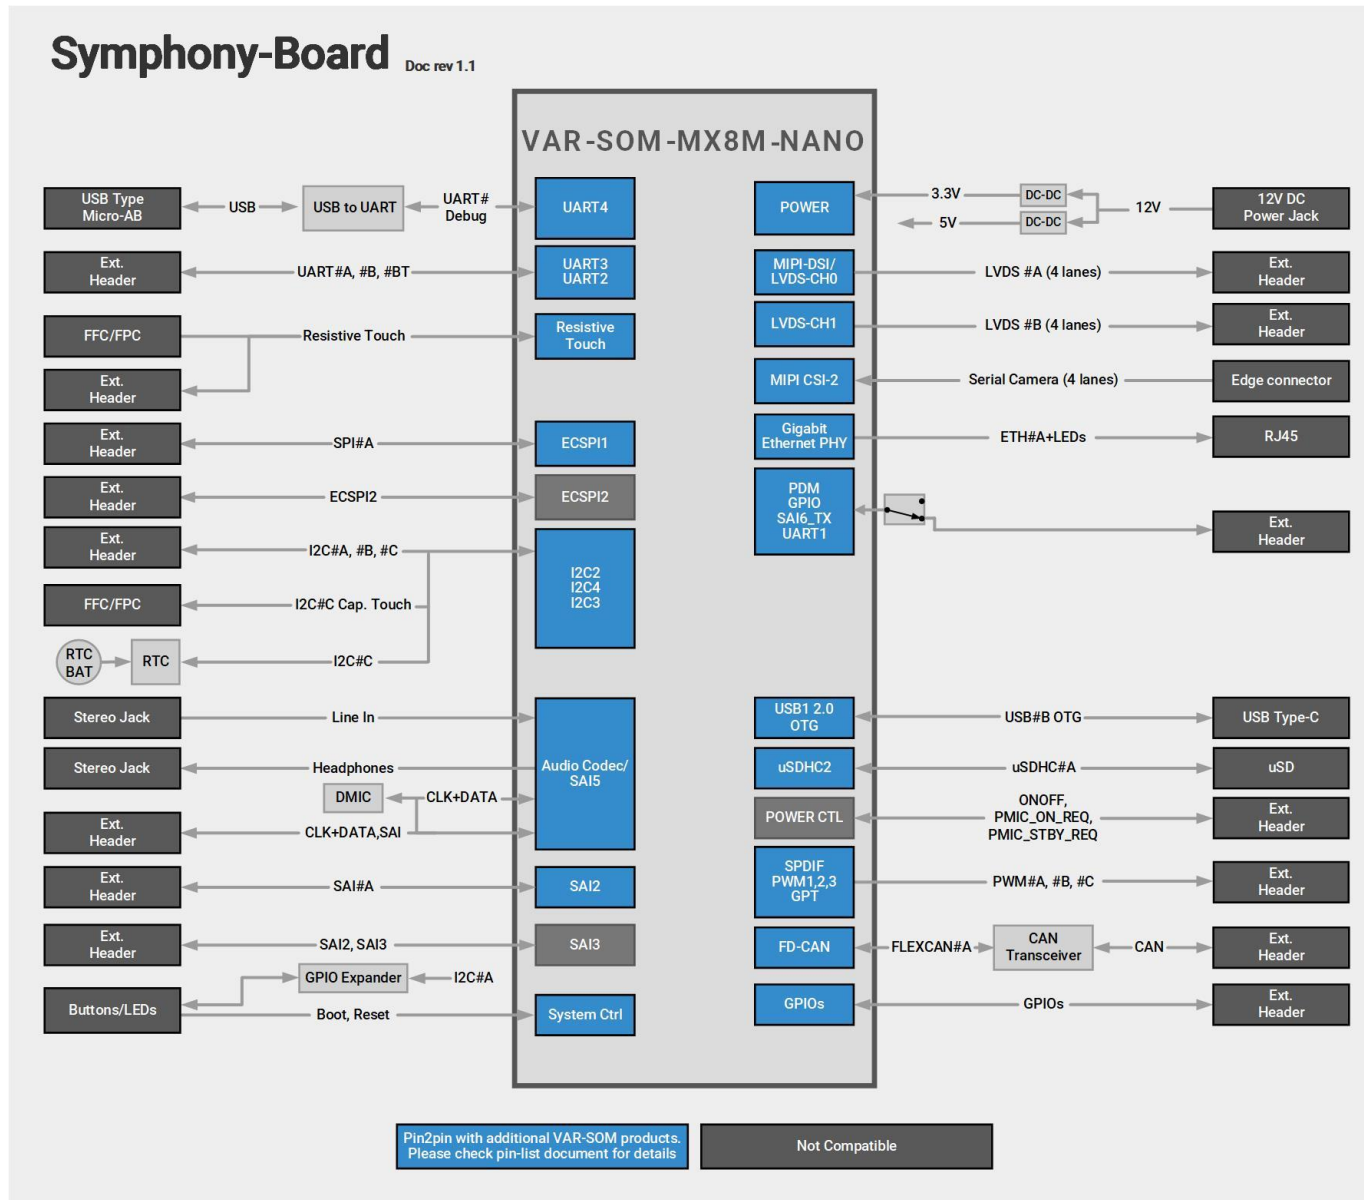 Symphony-Board Doc rev 1.1
VAR-SOM-MX8M-NANO
USB Type
Micro-AB
USB
USB to UART
UART#
Debug
UART4
Ext.
Header
UART#A, #B, #BT
UART3
UART2
FFC/FPC
Resistive Touch
Resistive
Touch
Ext.
Header
Ext.
Header
SPI#A
ECSPI1
Ext.
Header
ECSPI2
ECSPI2
Ext.
Header
I2C#A, #B, #C
I2C2
I2C4
I2C3
FFC/FPC
I2C#C Cap. Touch
RTC
BAT
RTC
I2C#C
Stereo Jack
Line In
Stereo Jack
Headphones
Audio Codec/
SAI5
DMIC
CLK+DATA
Ext.
Header
CLK+DATA,SAI
Ext.
Header
SAI#A
SAI2
Ext.
Header
SAI2, SAI3
SAI3
GPIO Expander
I2C#A
Buttons/LEDs
Boot, Reset
System Ctrl
POWER
3.3V
DC-DC
5V
DC-DC
12V
12V DC
Power Jack
MIPI-DSI/
LVDS-CH0
LVDS #A (4 lanes)
Ext.
Header
LVDS-CH1
LVDS #B (4 lanes)
Ext.
Header
MIPI CSI-2
Serial Camera (4 lanes)
Edge connector
Gigabit
Ethernet PHY
ETH#A+LEDs
RJ45
PDM
GPIO
SAI6_TX
UART1
Ext.
Header
USB1 2.0
OTG
USB#B OTG
USB Type-C
uSDHC2
uSDHC#A
uSD
POWER CTL
ONOFF,
PMIC_ON_REQ,
PMIC_STBY_REQ
Ext.
Header
SPDIF
PWM1,2,3
GPT
PWM#A, #B, #C
Ext.
Header
FD-CAN
FLEXCAN#A
CAN
Transceiver
CAN
Ext.
Header
GPIOs
GPIOs
Ext.
Header
Pin2pin with additional VAR-SOM products.
Please check pin-list document for details
Not Compatible